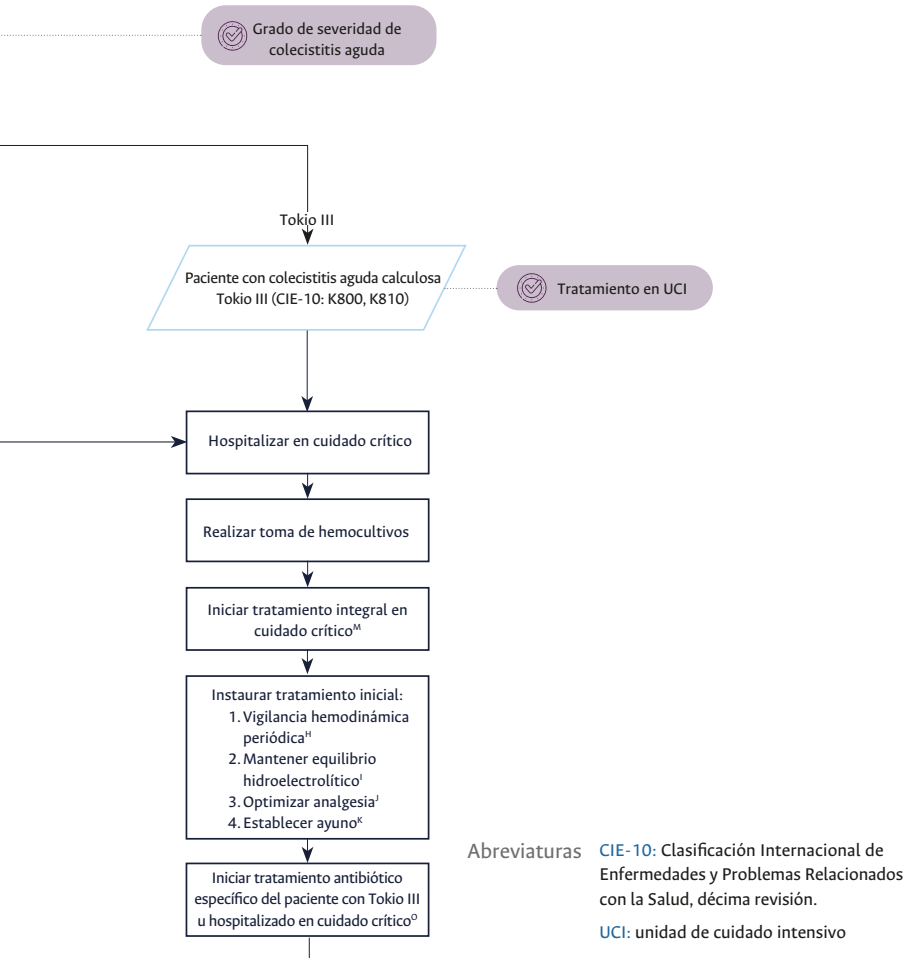 Grado de severidad de
colecistitis aguda
Tokio III
Paciente con colecistitis aguda calculosa
Tokio III (CIE-10: K800, K810)
Tratamiento en UCI
Hospitalizar en cuidado crítico
Realizar toma de hemocultivos
Iniciar tratamiento integral en
cuidado crítico^M
Instaurar tratamiento inicial:
1. Vigilancia hemodinámica
periódica^H
2. Mantener equilibrio
hidroelectrolítico^I
3. Optimizar analgesia^J
4. Establecer ayuno^K
Iniciar tratamiento antibiótico
específico del paciente con Tokio III
u hospitalizado en cuidado crítico^O
Abreviaturas
CIE-10: Clasificación Internacional de
Enfermedades y Problemas Relacionados
con la Salud, décima revisión.
UCI: unidad de cuidado intensivo